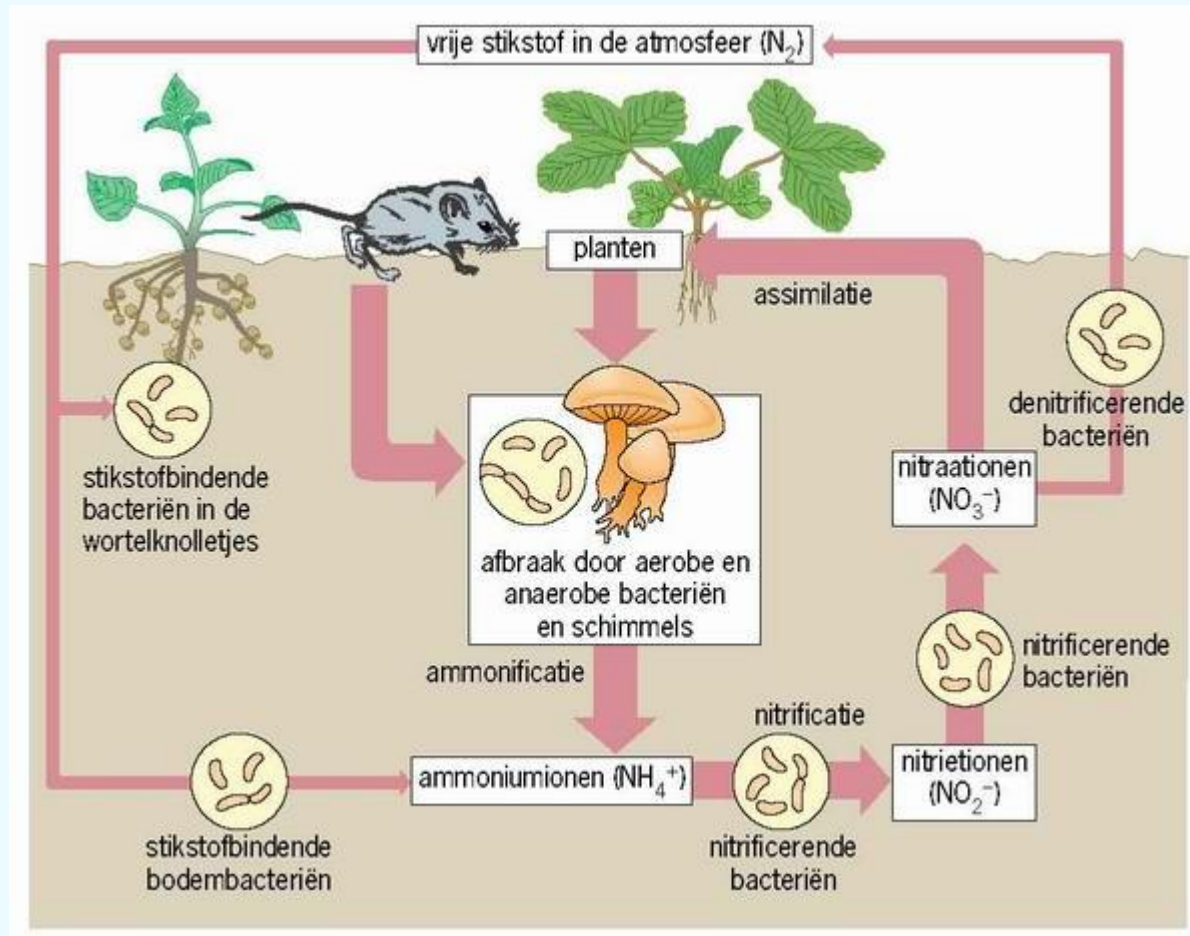 vrije stikstof in de atmosfeer (N₂)
planten
assimilatie
denitrificerende
bacteriën
stikstofbindende
bacteriën in de
wortelknolletjes
nitraationen
(NO₃⁻)
afbraak door aerobe en
anaerobe bacteriën
en schimmels
ammonificatie
nitrificerende
bacteriën
nitrificatie
ammoniumionen (NH₄⁺)
nitrietionen
(NO₂⁻)
stikstofbindende
bodembacteriën
nitrificerende
bacteriën